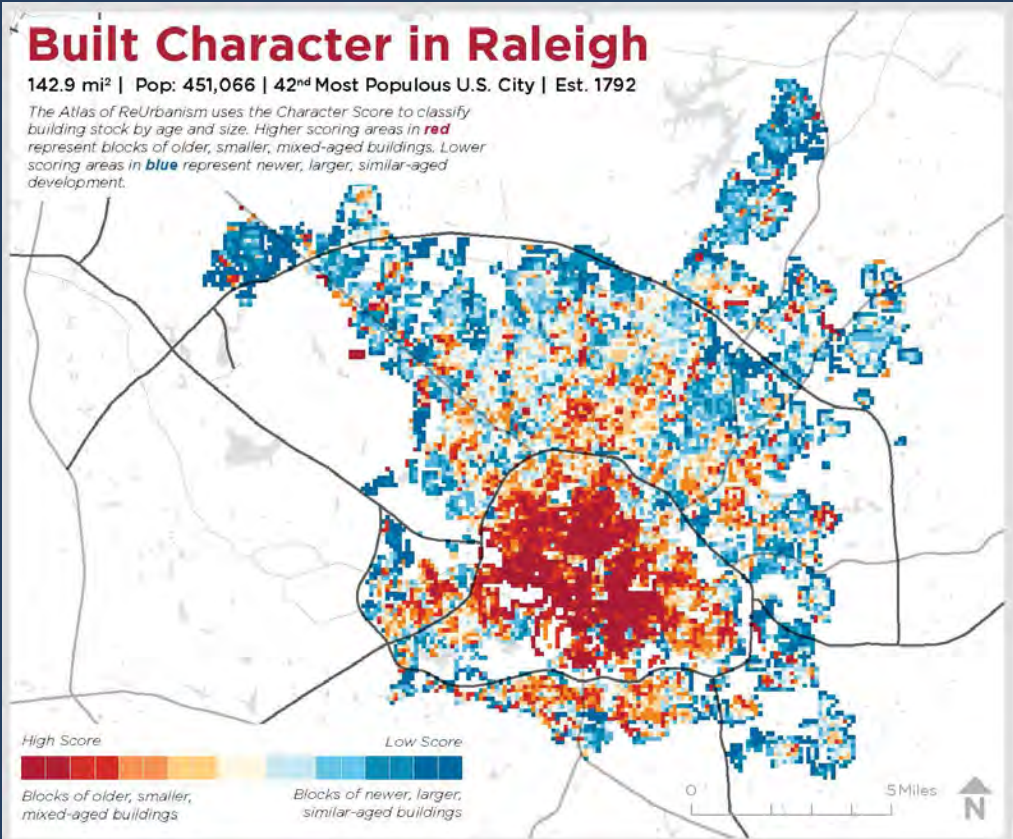 Built Character in Raleigh
142.9 mi² | Pop: 451,066 | 42nd Most Populous U.S. City | Est. 1792
The Atlas of ReUrbanism uses the Character Score to classify
building stock by age and size. Higher scoring areas in red
represent blocks of older, smaller, mixed-aged buildings. Lower
scoring areas in blue represent newer, larger, similar-aged
development.
High Score
Low Score
Blocks of older, smaller,
mixed-aged buildings
Blocks of newer, larger,
similar-aged buildings
0
5 Miles
N